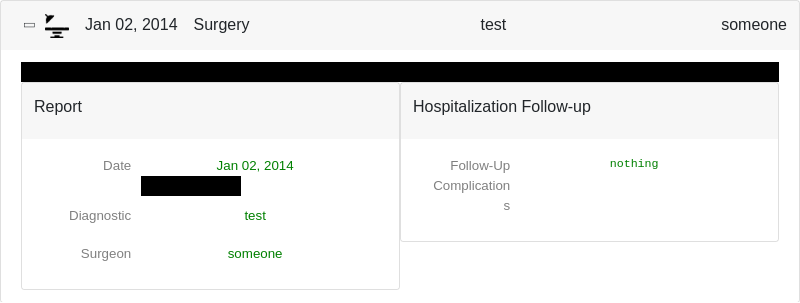 Jan 02, 2014 Surgery test someone
Report
Hospitalization Follow-up
Date Jan 02, 2014
Diagnostic test
Surgeon someone
Follow-Up nothing
Complication
s